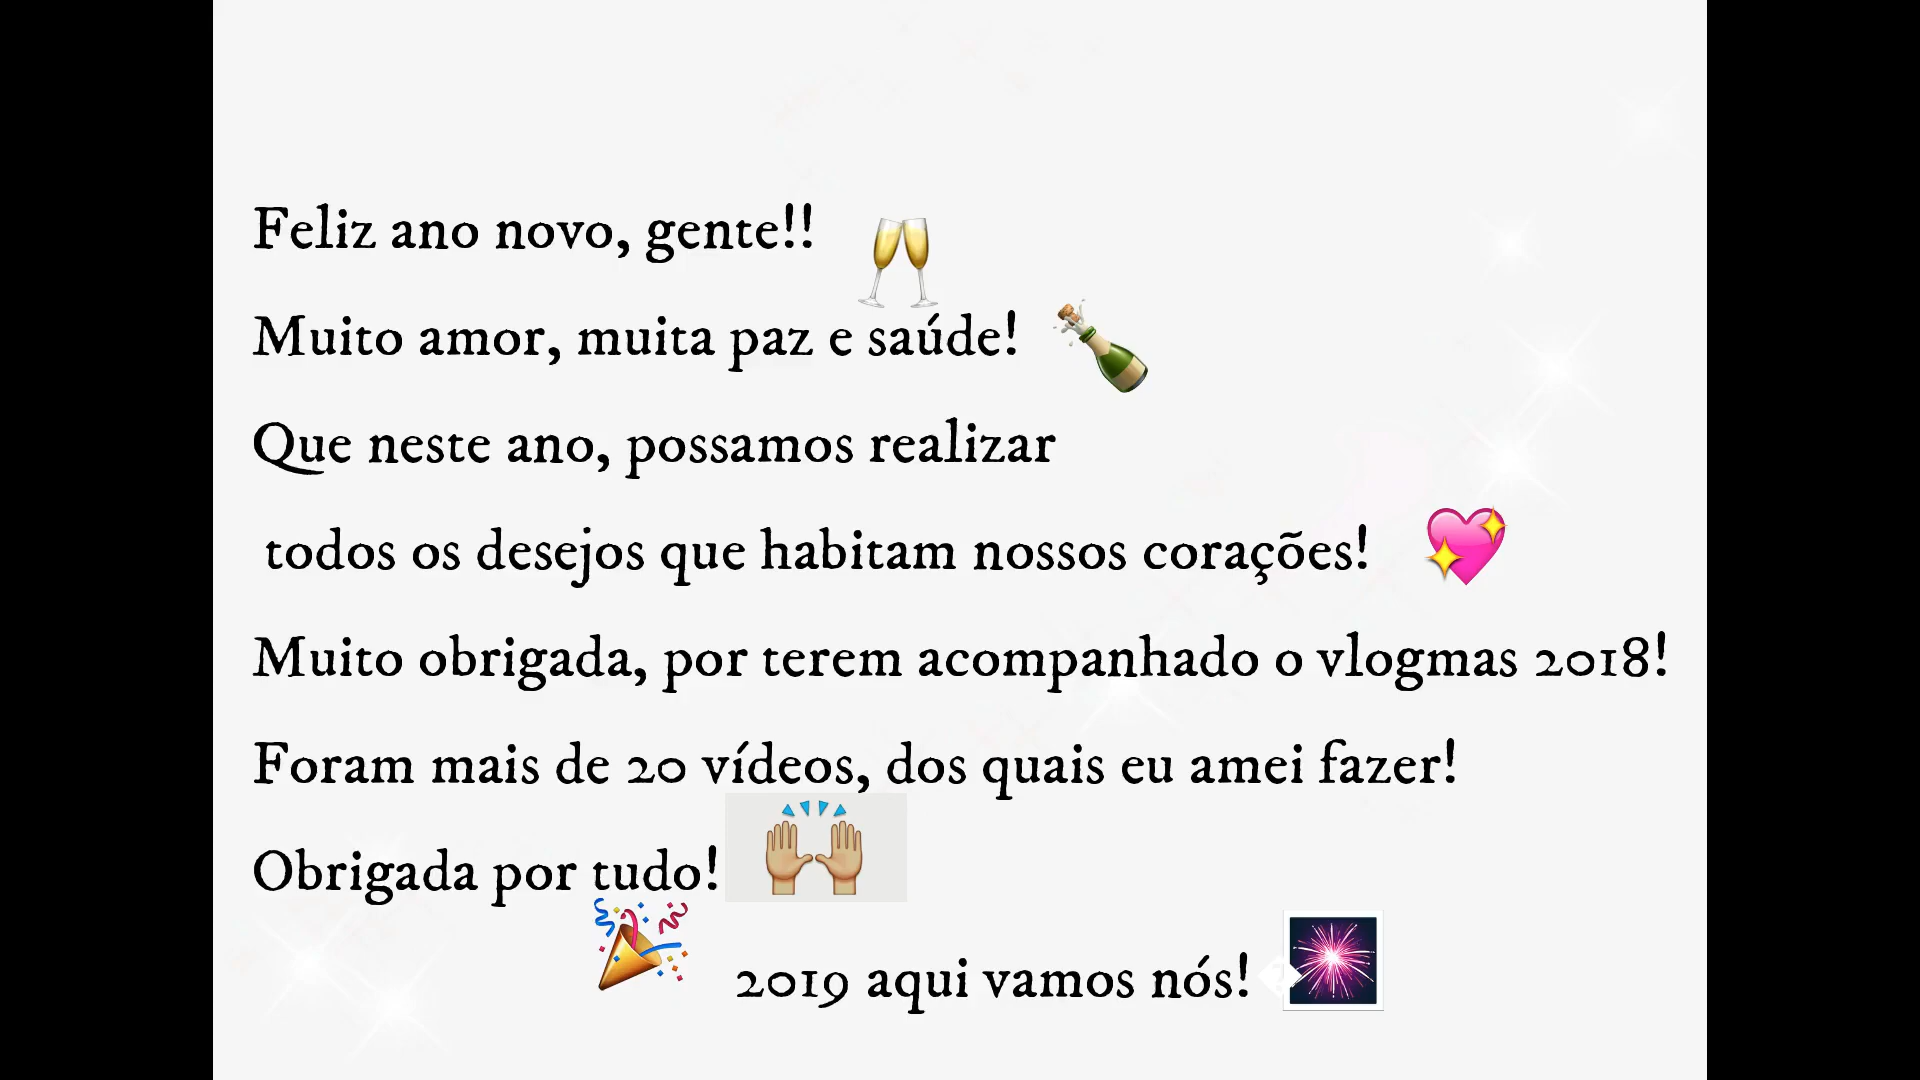 Feliz ano novo, gente!!
Muito amor, muita paz e saúde!
Que neste ano, possamos realizar
todos os desejos que habitam nossos corações!
Muito obrigada, por terem acompanhado o vlogmas 2018!
Foram mais de 20 vídeos, dos quais eu amei fazer!
Obrigada por tudo!
2019 aqui vamos nós!